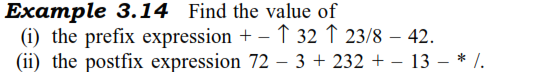 Example 3.14 Find the value of
(i) the prefix expression + – ↑ 32 ↑ 23/8 – 42.
(ii) the postfix expression 72 – 3 + 232 + – 13 – * /.